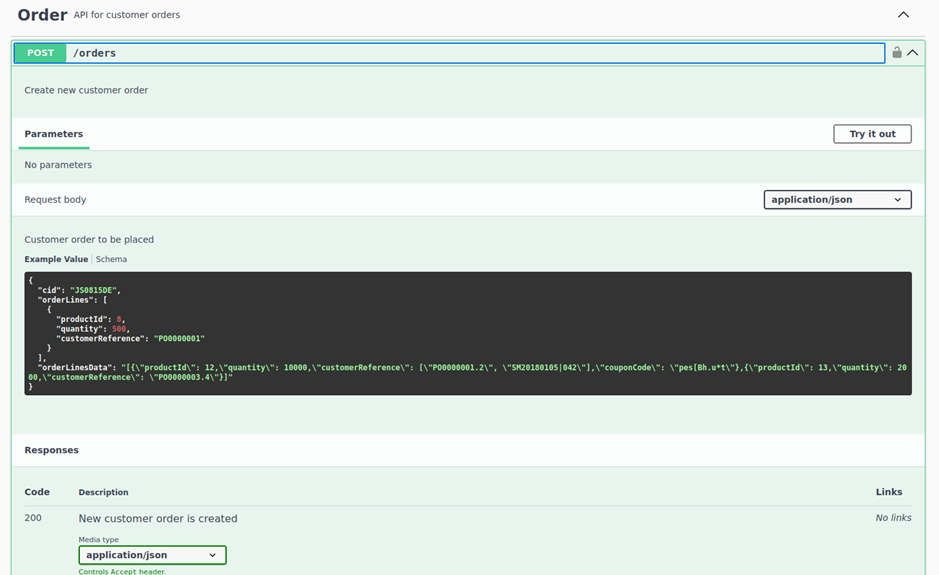 Order API for customer orders
POST /orders
Create new customer order
Parameters
Try it out
No parameters
Request body
application/json
Customer order to be placed
Example Value | Schema
{
  "cid": "JS0815DE",
  "orderLines": [
    {
      "productId": 8,
      "quantity": 500,
      "customerReference": "PO0000001"
    }
  ],
  "orderLinesData": "[{\"productId\": 12,\"quantity\": 10000,\"customerReference\": [\"PO0000001.2\", \"SM20180105|042\"],\"couponCode\": \"pes[Bh.u*t\"},{\"productId\": 13,\"quantity\": 20
00,\"customerReference\": \"PO0000003.4\"}]"
}
Responses
Code Description Links
200 New customer order is created No links
Media type
application/json
Controls Accept header.